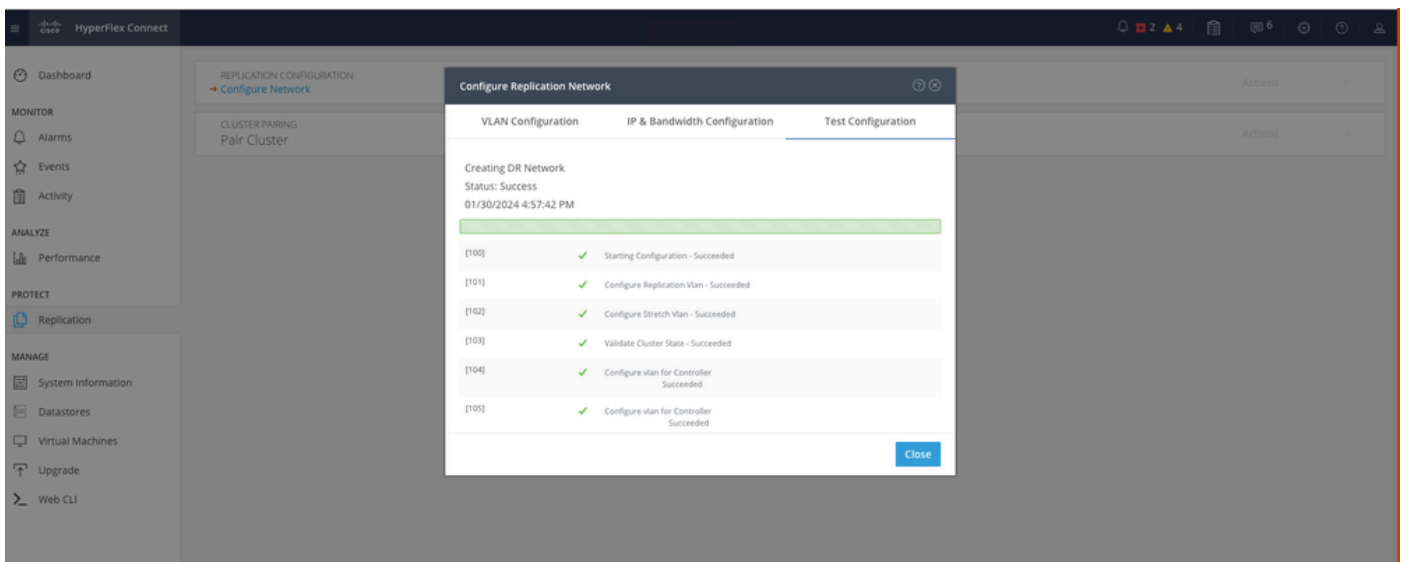 cisco HyperFlex Connect 2 4 6
Dashboard
MONITOR
Alarms
Events
Activity
ANALYZE
Performance
PROTECT
Replication
MANAGE
System Information
Datastores
Virtual Machines
Upgrade
Web CLI
REPLICATION CONFIGURATION
Configure Network
Actions
CLUSTER PAIRING
Pair Cluster
Actions
Configure Replication Network
VLAN Configuration IP & Bandwidth Configuration Test Configuration
Creating DR Network
Status: Success
01/30/2024 4:57:42 PM
[100] Starting Configuration - Succeeded
[101] Configure Replication Vlan - Succeeded
[102] Configure Stretch Vlan - Succeeded
[103] Validate Cluster State - Succeeded
[104] Configure vlan for Controller
Succeeded
[105] Configure vlan for Controller
Succeeded
Close